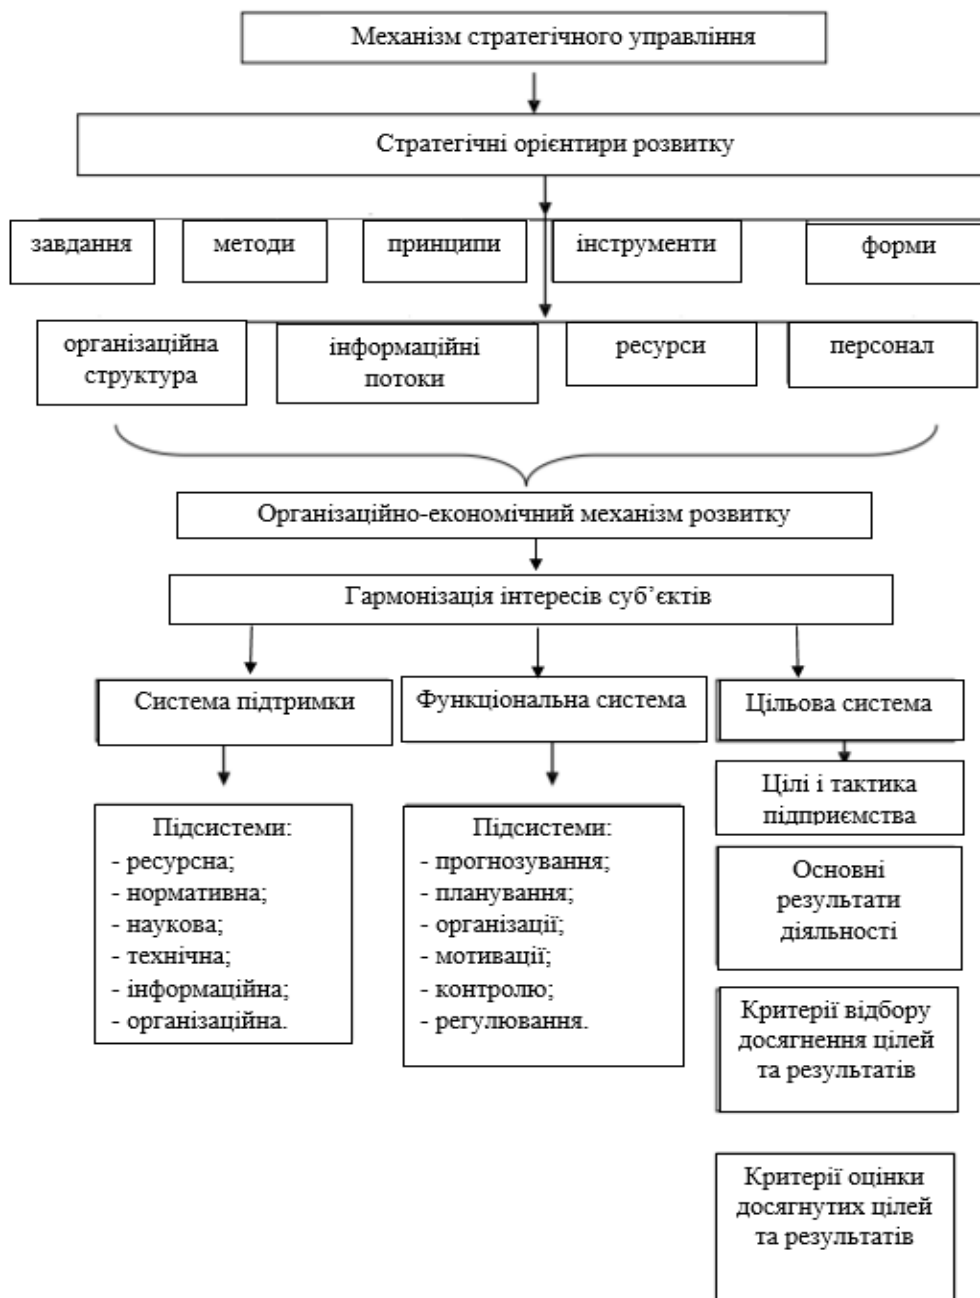 Механізм стратегічного управління
Стратегічні орієнтири розвитку
завдання
методи
принципи
інструменти
форми
організаційна
структура
інформаційні
потоки
ресурси
персонал
Організаційно-економічний механізм розвитку
Гармонізація інтересів суб’єктів
Система підтримки
Функціональна система
Цільова система
Підсистеми:
- ресурсна;
- нормативна;
- наукова;
- технічна;
- інформаційна;
- організаційна.
Підсистеми:
- прогнозування;
- планування;
- організації;
- мотивації;
- контролю;
- регулювання.
Цілі і тактика
підприємства
Основні
результати
діяльності
Критерії відбору
досягнення цілей
та результатів
Критерії оцінки
досягнутих цілей
та результатів